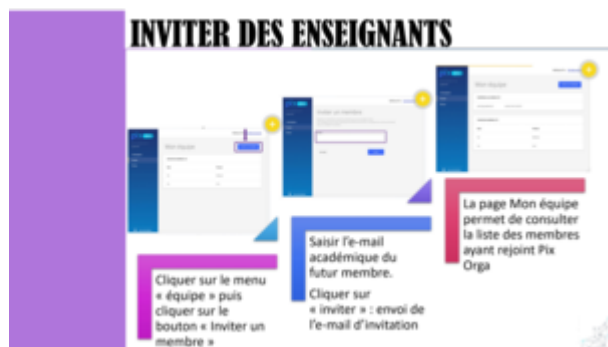 INVITER DES ENSEIGNANTS
Mon équipe
Inviter un membre
Mon équipe
Cliquer sur le menu
« équipe » puis
cliquer sur le
bouton « Inviter un
membre »
Saisir l'e-mail
académique du
futur membre.
Cliquer sur
« inviter » : envoi de
l'e-mail d'invitation
La page Mon équipe
permet de consulter
la liste des membres
ayant rejoint Pix
Orga